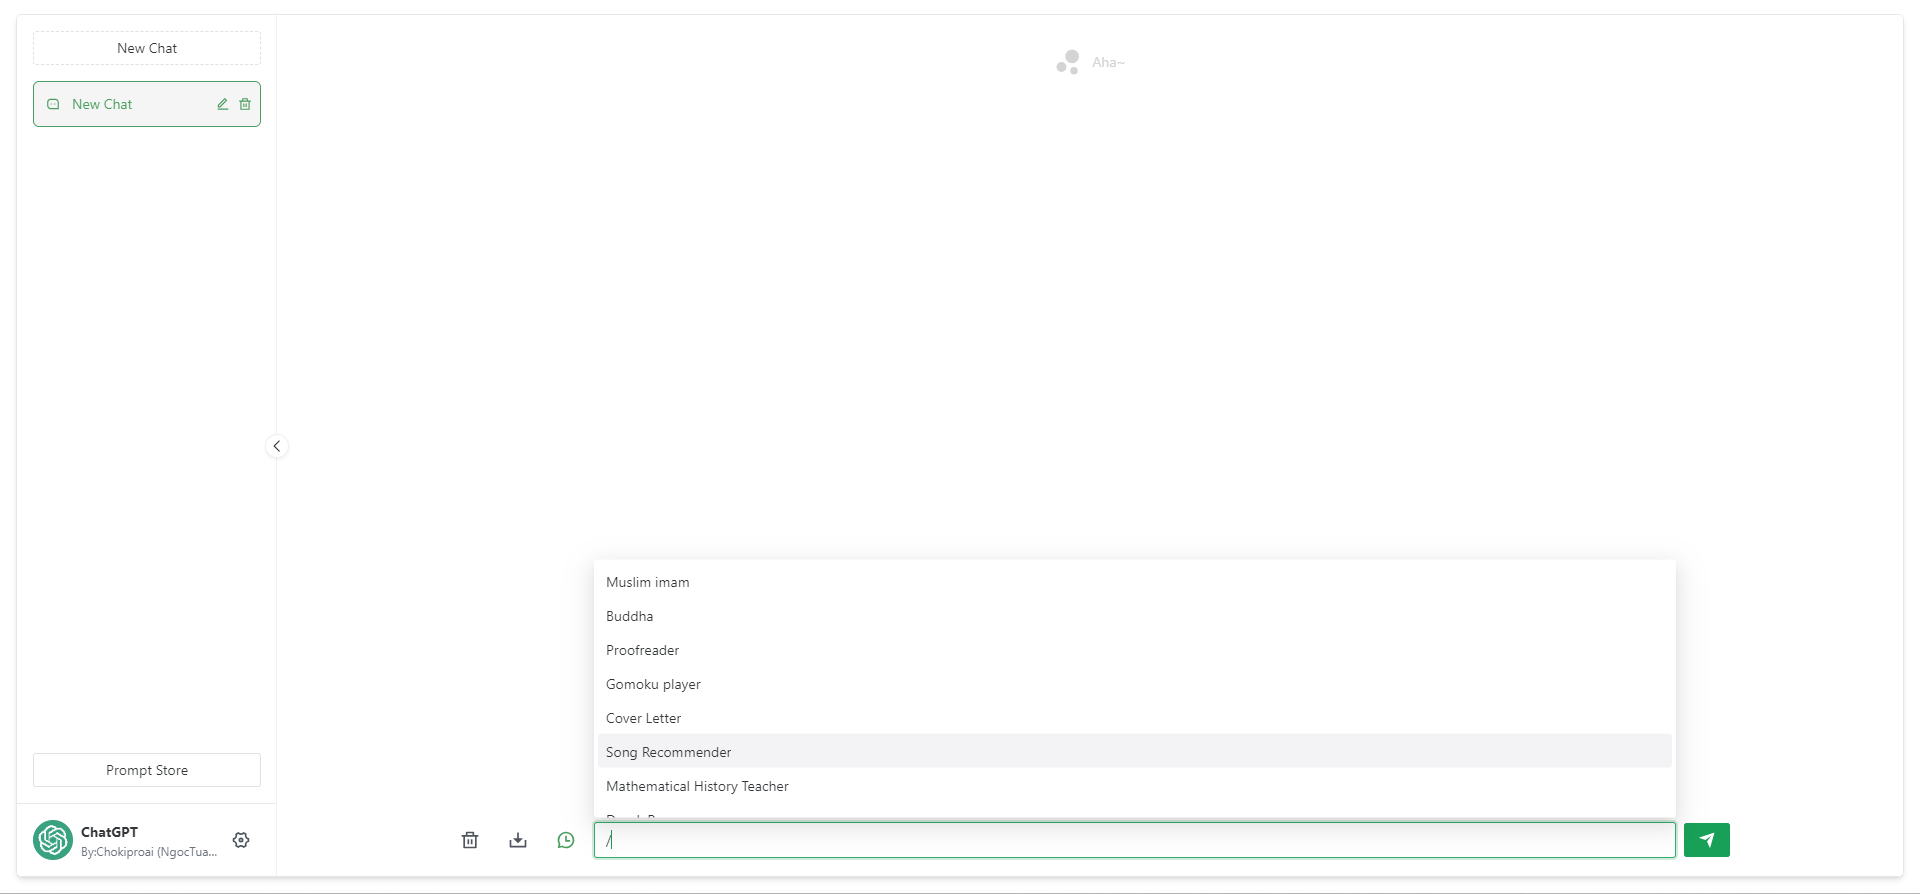 New Chat
New Chat
Aha~
Muslim imam
Buddha
Proofreader
Gomoku player
Cover Letter
Song Recommender
Mathematical History Teacher
Prompt Store
ChatGPT
By:Chokiproai (NgocTua...
/